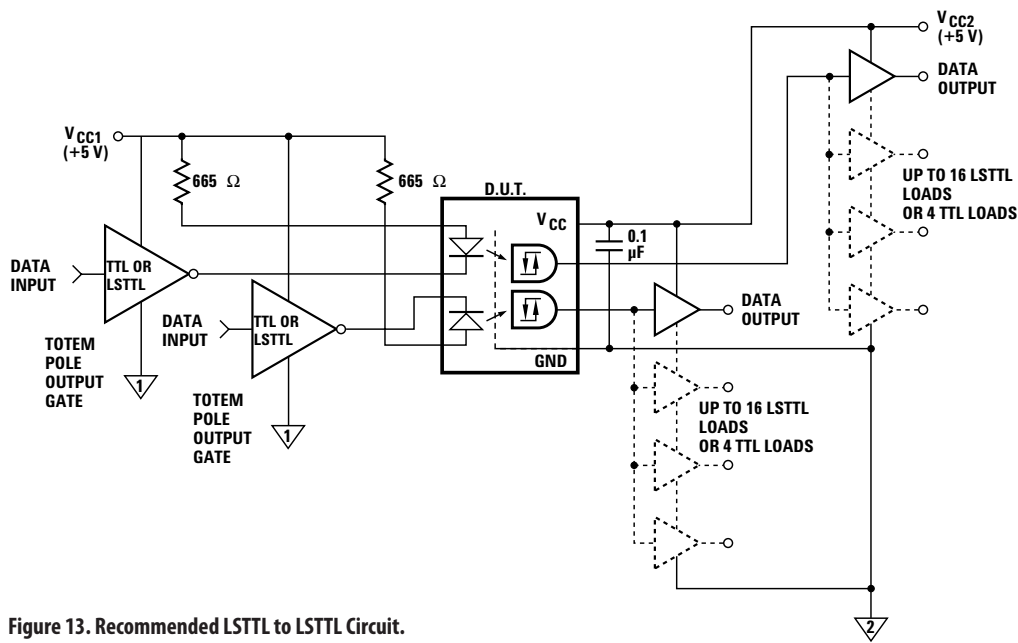 V CC2
(+5 V)
DATA
OUTPUT
V CC1
(+5 V)
665 Ω
665 Ω
D.U.T.
V CC
0.1
µF
UP TO 16 LSTTL
LOADS
OR 4 TTL LOADS
DATA
INPUT
TTL OR
LSTTL
DATA
INPUT
TTL OR
LSTTL
DATA
OUTPUT
GND
TOTEM
POLE
OUTPUT
GATE
1
TOTEM
POLE
OUTPUT
GATE
1
UP TO 16 LSTTL
LOADS
OR 4 TTL LOADS
2
Figure 13. Recommended LSTTL to LSTTL Circuit.